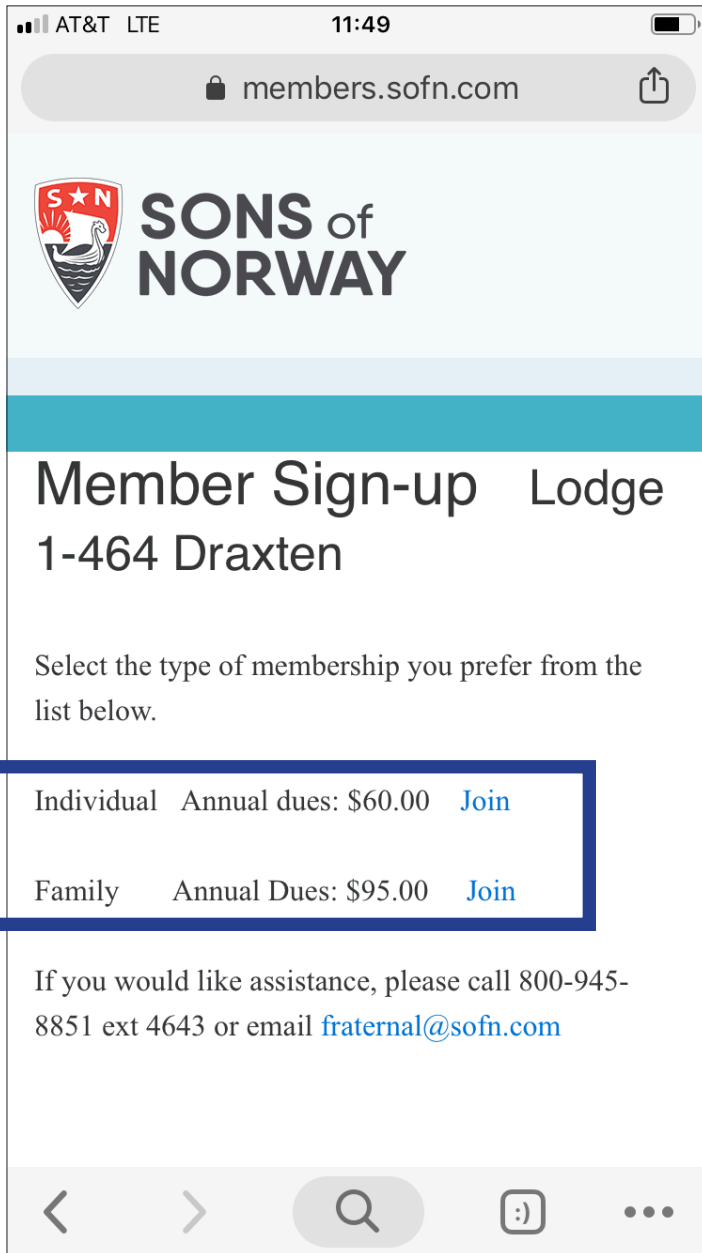 AT&T LTE 11:49
members.sofn.com
S★N
SONS of
NORWAY
Member Sign-up Lodge
1-464 Draxten
Select the type of membership you prefer from the
list below.
Individual Annual dues: $60.00 Join
Family Annual Dues: $95.00 Join
If you would like assistance, please call 800-945-
8851 ext 4643 or email fraternal@sofn.com
:)